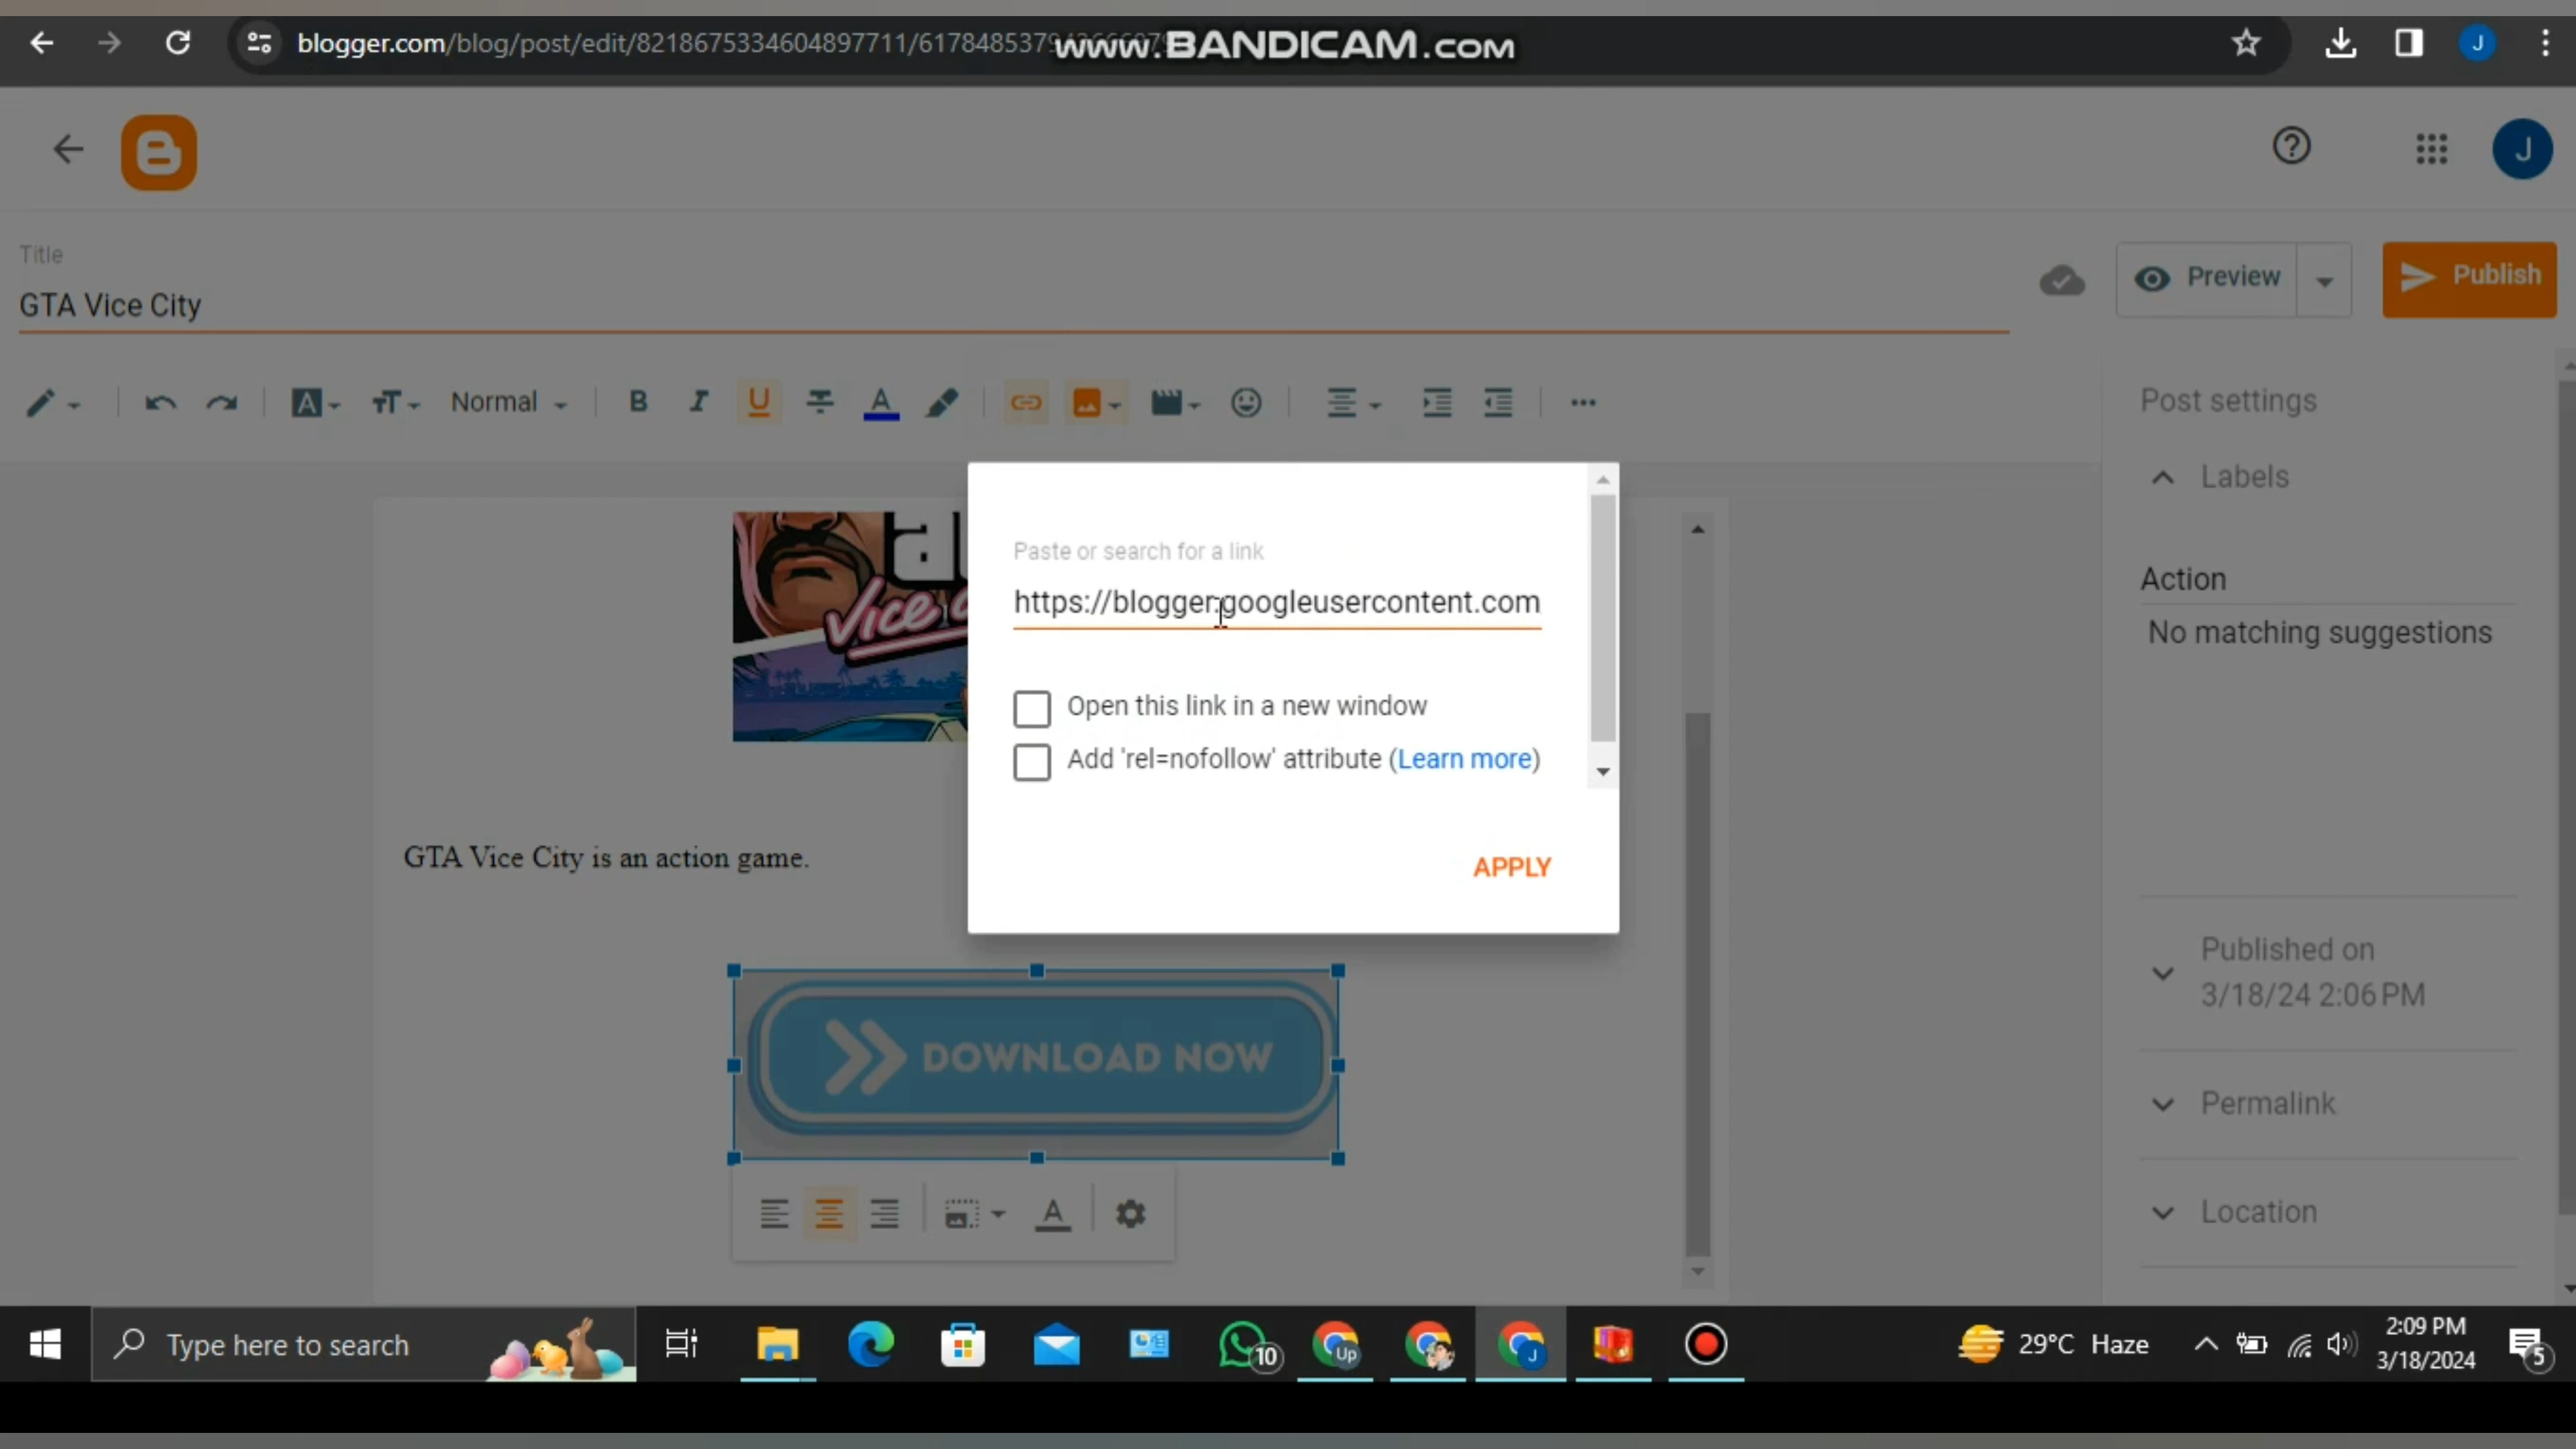 blogger.com/blog/post/edit/8218675334604897711/
www.BANDICAM.com
J
J
Title
GTA Vice City
Preview
Publish
Normal
B
I
U
A
Post settings
Labels
Action
No matching suggestions
Paste or search for a link
https://blogger.googleusercontent.com
Open this link in a new window
Add 'rel=nofollow' attribute (Learn more)
APPLY
Vice
GTA Vice City is an action game.
DOWNLOAD NOW
Published on
3/18/24 2:06 PM
Permalink
Location
Type here to search
10
Up
J
29°C Haze
2:09 PM
3/18/2024
5